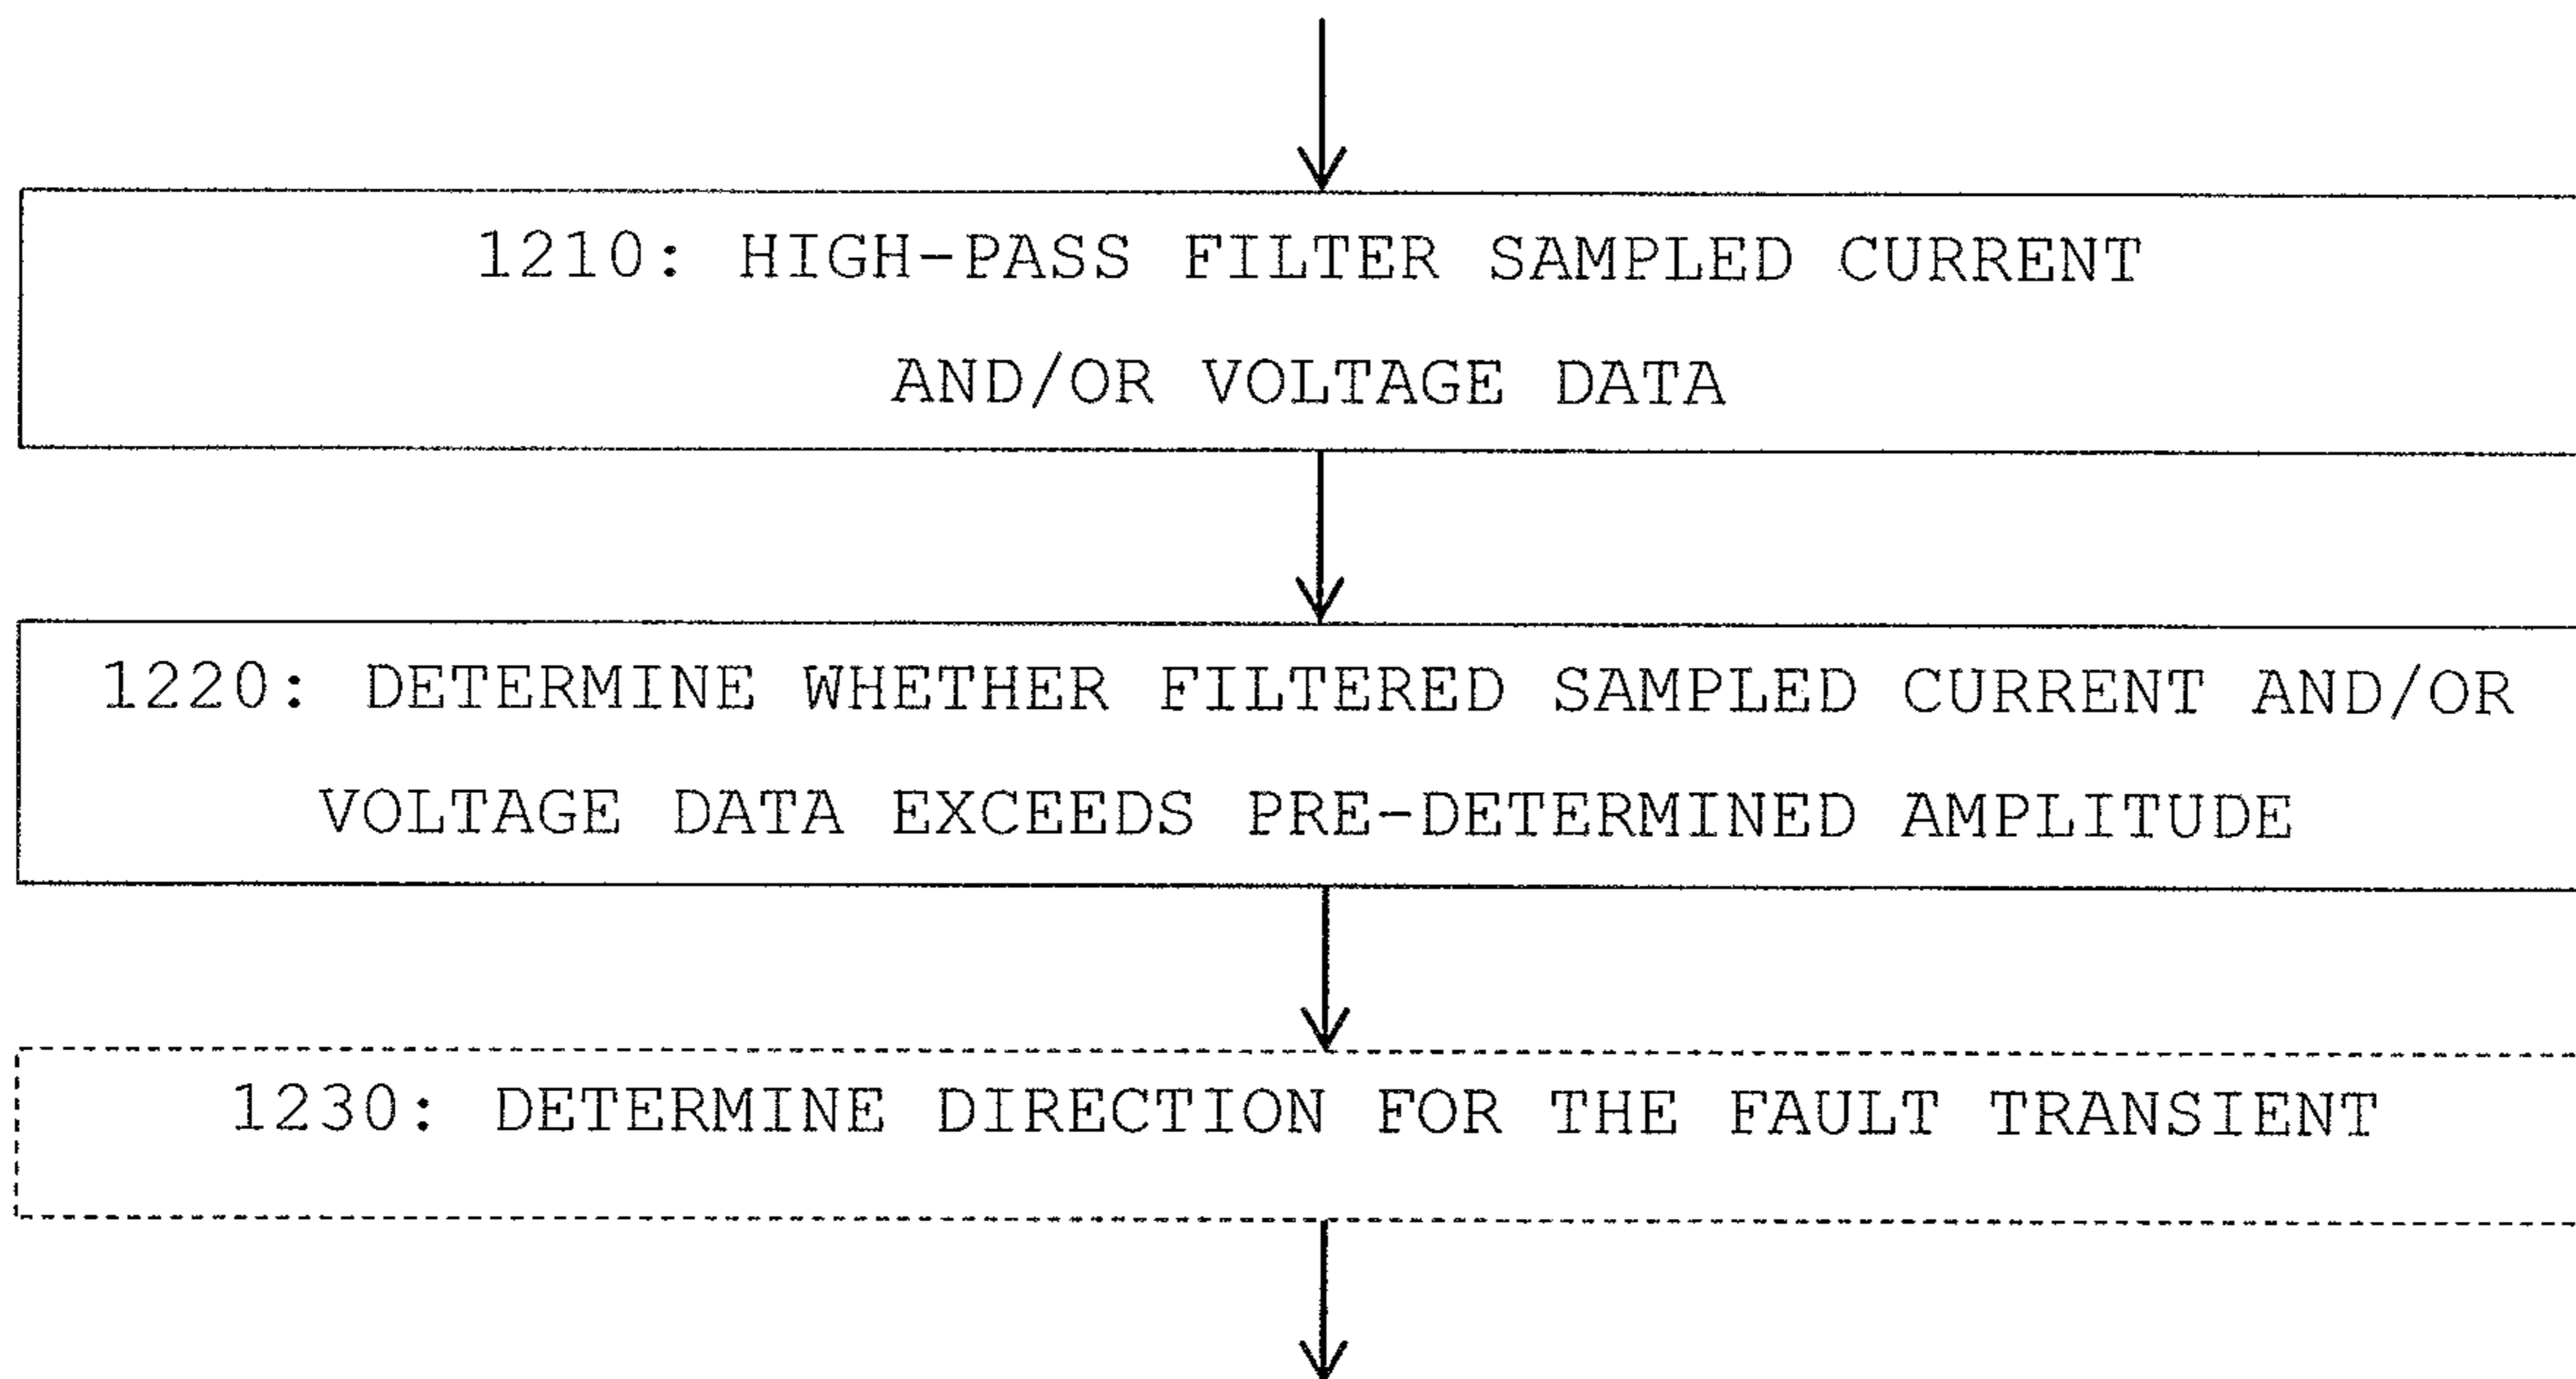 1210: HIGH-PASS FILTER SAMPLED CURRENT
AND/OR VOLTAGE DATA
1220: DETERMINE WHETHER FILTERED SAMPLED CURRENT AND/OR
VOLTAGE DATA EXCEEDS PRE-DETERMINED AMPLITUDE
1230: DETERMINE DIRECTION FOR THE FAULT TRANSIENT